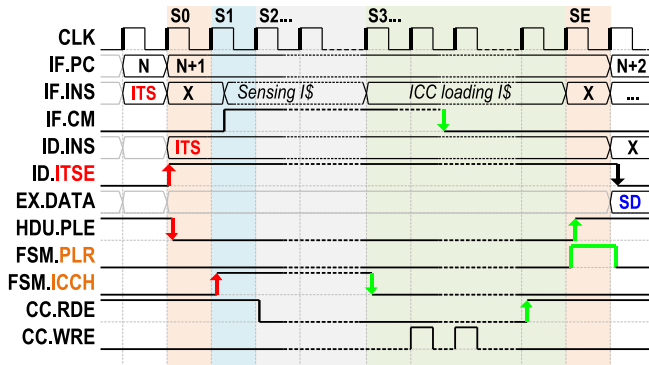 S0 S1 S2... S3... SE
CLK
IF.PC N N+1 N+2
IF.INS ITS X Sensing I$ ICC loading I$ X ...
IF.CM
ID.INS ITS X
ID.ITSE
EX.DATA SD
HDU.PLE
FSM.PLR
FSM.ICCH
CC.RDE
CC.WRE